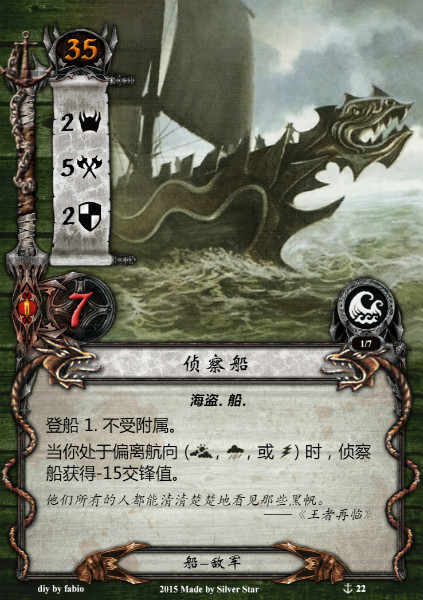 35
2
5
2
7
1/7
侦察船
海盗. 船.
登船 1. 不受附属。
当你处于偏离航向 ( , , 或 ) 时，侦察
船获得-15交锋值。
他们所有的人都能清清楚楚地看见那些黑帆。
——《王者再临》
船–敌军
diy by fabio 2015 Made by Silver Star 22